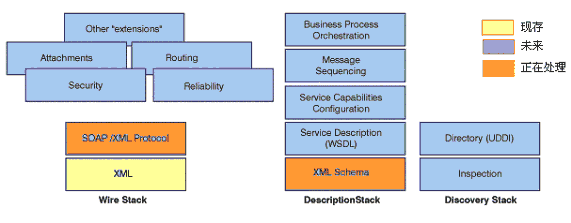 Other "extensions"
Attachments
Routing
Security
Reliability
SOAP /XML Protocol
XML
Wire Stack
Business Process
Orchestration
Message
Sequencing
Service Capabilities
Configuration
Service Description
(WSDL)
XML Schema
DescriptionStack
Directory (UDDI)
Inspection
Discovery Stack
现存
未来
正在处理